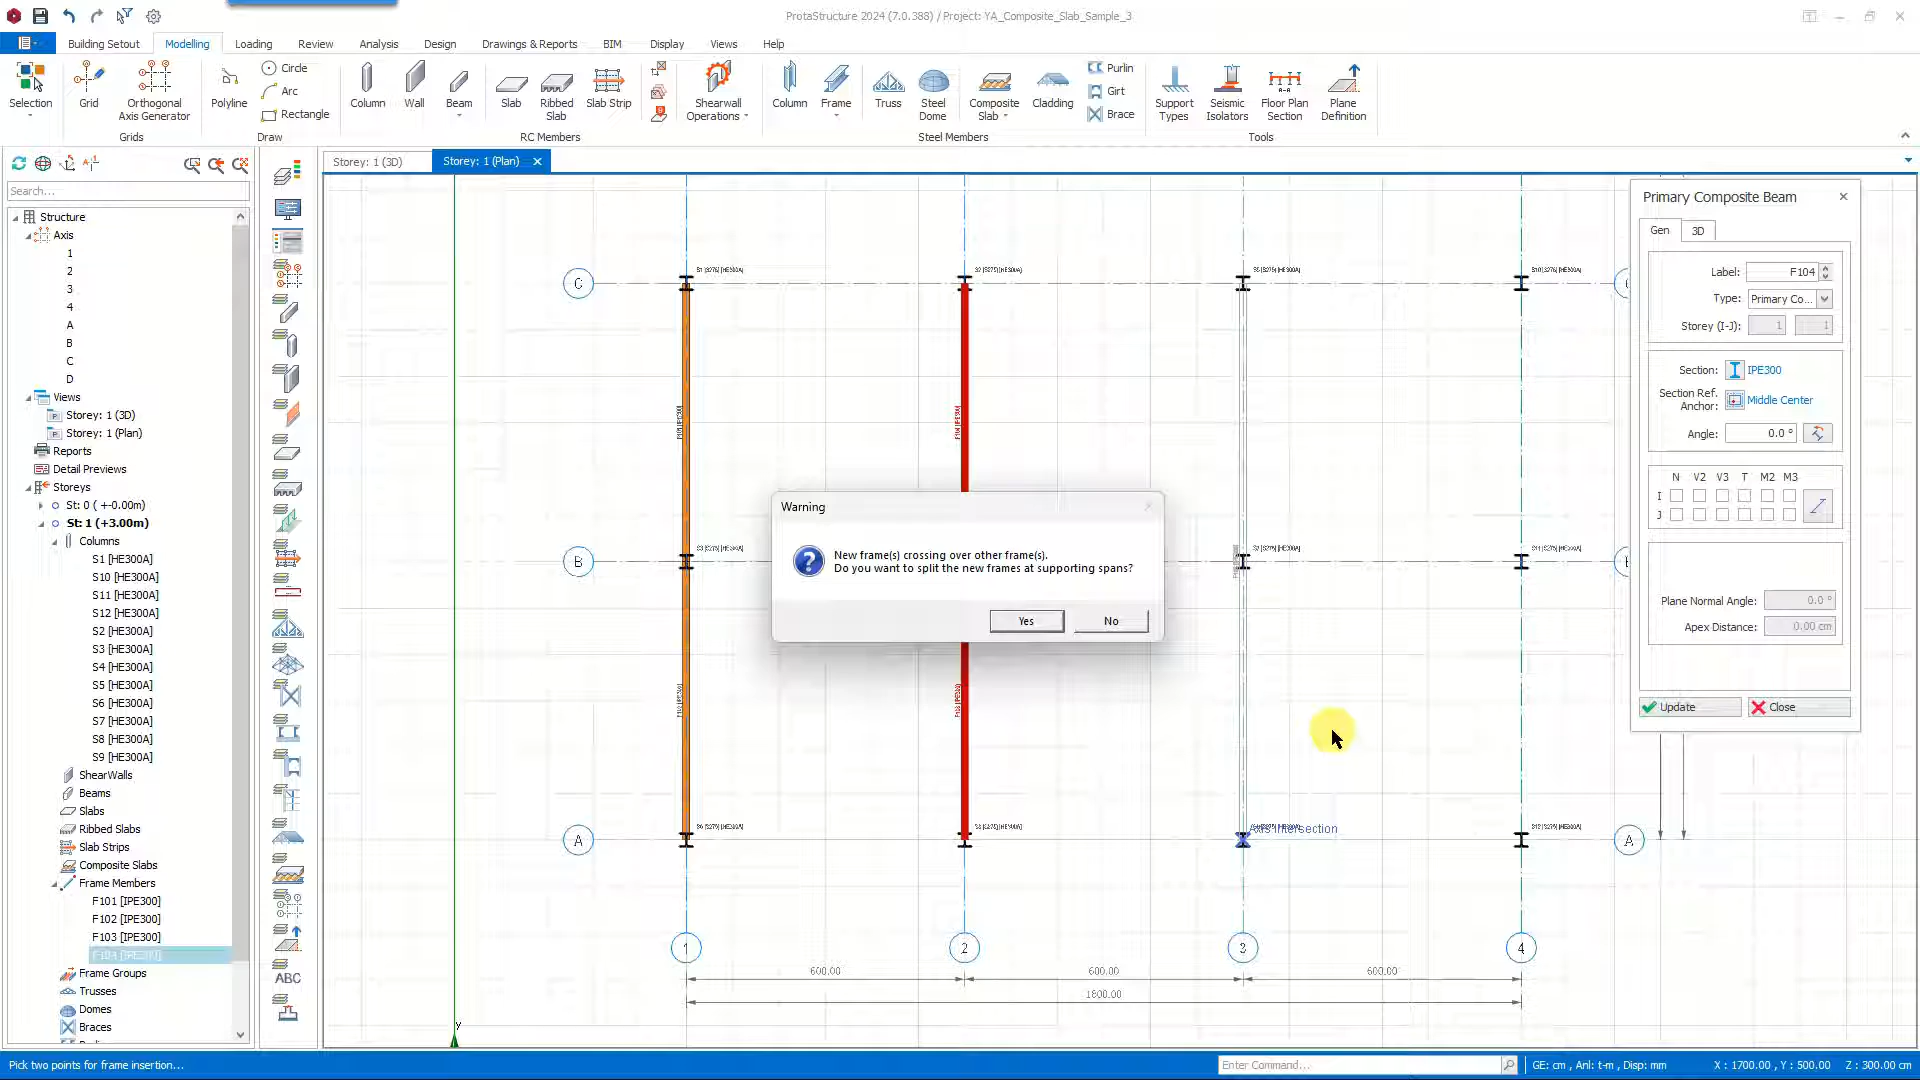 ProtaStructure 2024 (7.0.388) / Project: YA_Composite_Slab_Sample_3
Building Setout
Modelling
Loading
Review
Analysis
Design
Drawings & Reports
BIM
Display
Views
Help
Selection
Grid
Orthogonal
Axis Generator
Grids
Polyline
Circle
Arc
Rectangle
Draw
Column
Wall
Beam
Slab
Ribbed
Slab
Slab Strip
Shearwall
Operations
RC Members
Column
Frame
Truss
Steel
Dome
Composite
Slab
Cladding
Purlin
Girt
Brace
Steel Members
Support
Types
Seismic
Isolators
Floor Plan
Section
Plane
Definition
Tools
Search...
Structure
Axis
1
2
3
4
A
B
C
D
Views
Storey: 1 (3D)
Storey: 1 (Plan)
Reports
Detail Previews
Storeys
St: 0 ( +-0.00m)
St: 1 (+3.00m)
Columns
S1 [HE300A]
S10 [HE300A]
S11 [HE300A]
S12 [HE300A]
S2 [HE300A]
S3 [HE300A]
S4 [HE300A]
S5 [HE300A]
S6 [HE300A]
S7 [HE300A]
S8 [HE300A]
S9 [HE300A]
ShearWalls
Beams
Slabs
Ribbed Slabs
Slab Strips
Composite Slabs
Frame Members
F101 [IPE300]
F102 [IPE300]
F103 [IPE300]
F104 [IPE300]
Frame Groups
Trusses
Domes
Braces
ABC
Storey: 1 (3D)
Storey: 1 (Plan)
C
B
A
A
1
2
3
4
600.00
600.00
600.00
1800.00
y
Axis Intersection
Warning
New frame(s) crossing over other frame(s).
Do you want to split the new frames at supporting spans?
Yes
No
Primary Composite Beam
Gen
3D
Label: F104
Type: Primary Co...
Storey (I-J): 1 1
Section: IPE300
Section Ref.
Anchor: Middle Center
Angle: 0.0 °
N V2 V3 T M2 M3
I
J
Plane Normal Angle: 0.0 °
Apex Distance: 0.00 cm
Update
Close
Pick two points for frame insertion...
Enter Command...
GE: cm , Anl: t-m , Disp: mm
X : 1700.00 , Y : 500.00 Z : 300.00 cm